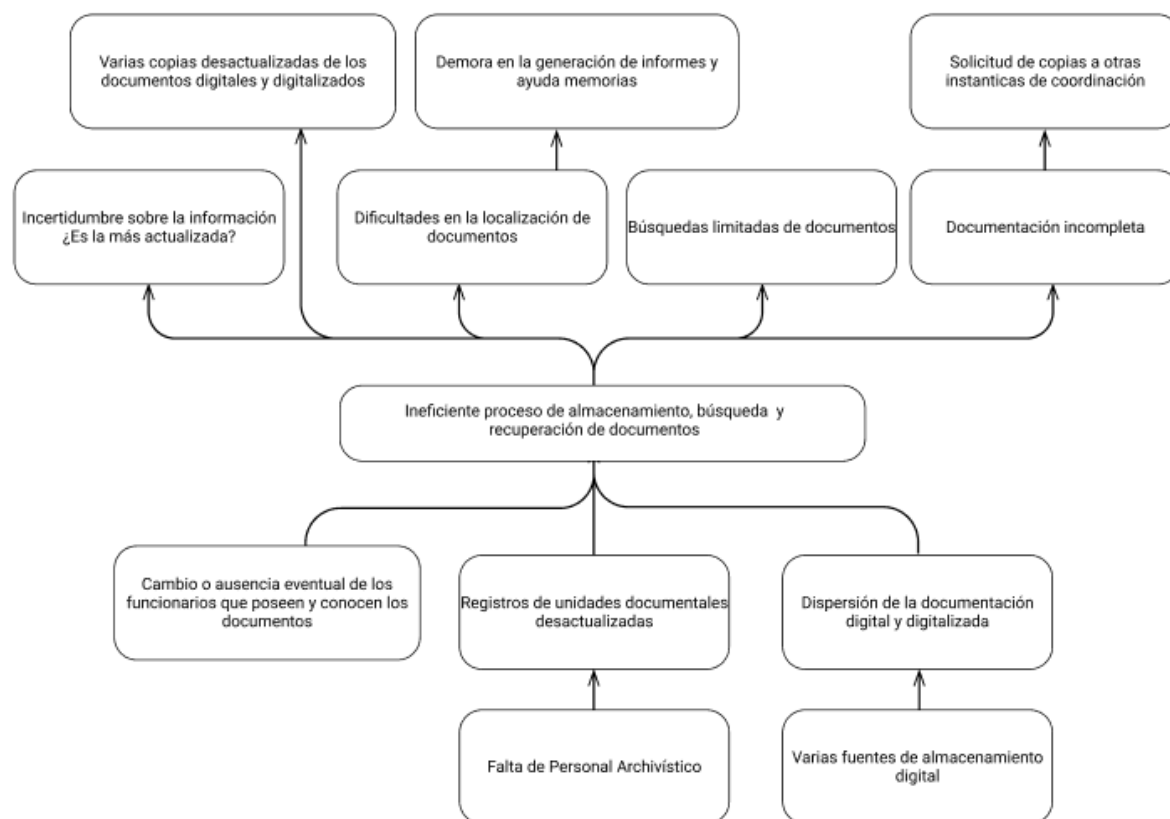 Varias copias desactualizadas de los
documentos digitales y digitalizados
Demora en la generación de informes y
ayuda memorias
Solicitud de copias a otras
instanticas de coordinación
Incertidumbre sobre la información
¿Es la más actualizada?
Dificultades en la localización de
documentos
Búsquedas limitadas de documentos
Documentación incompleta
Ineficiente proceso de almacenamiento, búsqueda y
recuperación de documentos
Cambio o ausencia eventual de los
funcionarios que poseen y conocen los
documentos
Registros de unidades documentales
desactualizadas
Dispersión de la documentación
digital y digitalizada
Falta de Personal Archivístico
Varias fuentes de almacenamiento
digital